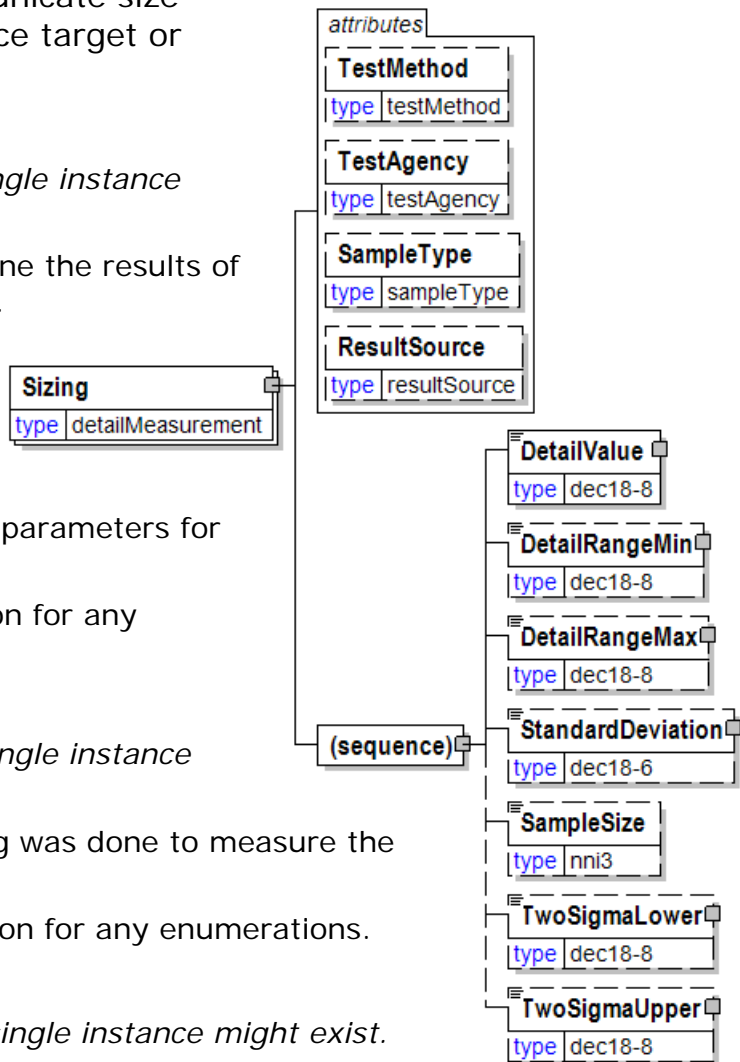 unicate size
ce target or
ngle instance
ne the results of
.
parameters for
on for any
ngle instance
g was done to measure the
on for any enumerations.
single instance might exist.
Sizing
type detailMeasurement
attributes
TestMethod
type testMethod
TestAgency
type testAgency
SampleType
type sampleType
ResultSource
type resultSource
(sequence)
DetailValue
type dec18-8
DetailRangeMin
type dec18-8
DetailRangeMax
type dec18-8
StandardDeviation
type dec18-6
SampleSize
type nni3
TwoSigmaLower
type dec18-8
TwoSigmaUpper
type dec18-8